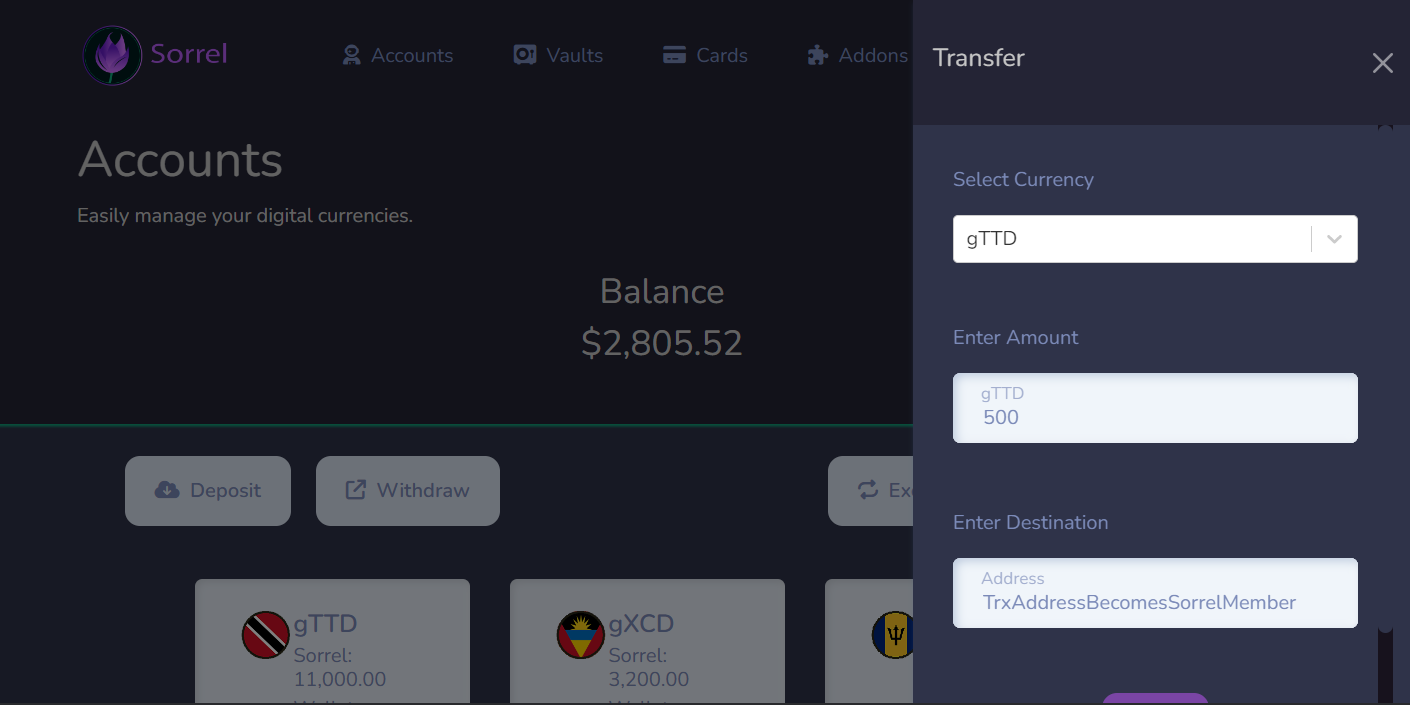 Sorrel
Accounts
Vaults
Cards
Addons
Accounts
Easily manage your digital currencies.
Balance
$2,805.52
Deposit
Withdraw
gTTD
Sorrel:
11,000.00
gXCD
Sorrel:
3,200.00
Transfer
Select Currency
gTTD
Enter Amount
gTTD
500
Enter Destination
Address
TrxAddressBecomesSorrelMember